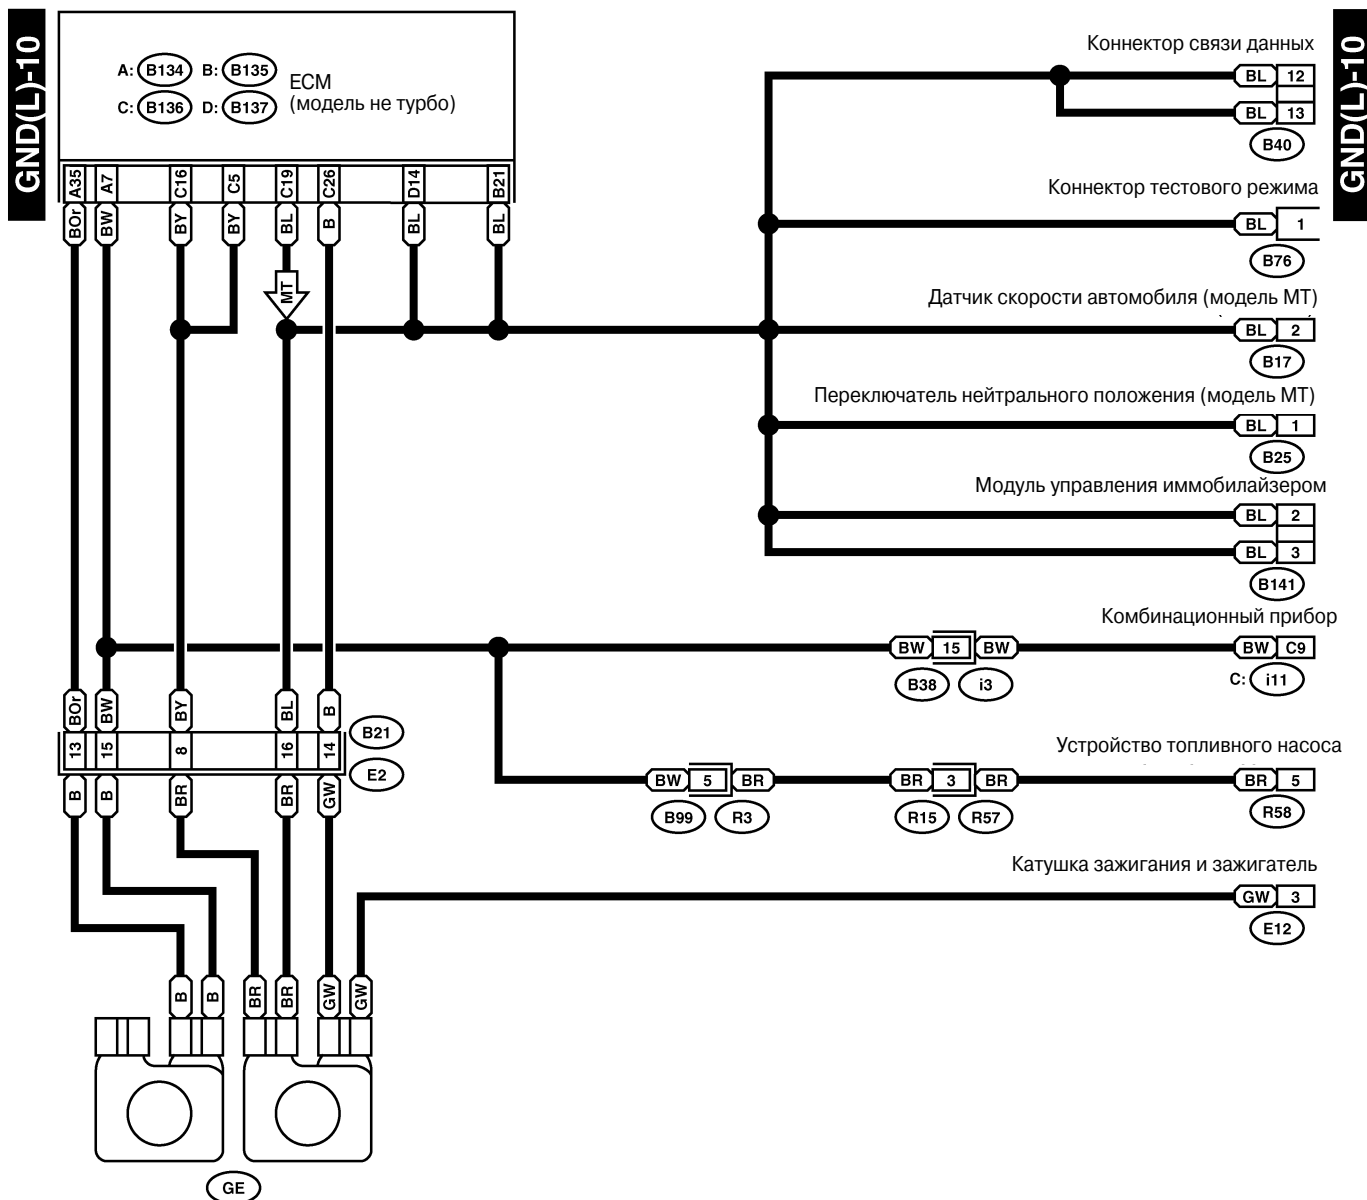 GND(L)-10
GND(L)-10
A: B134 B: B135
C: B136 D: B137
ECM
(модель не турбо)
A35 A7 C16 C5 C19 C26 D14 B21
BOr BW BY BY BL B BL BL
MT
Коннектор связи данных
BL 12
BL 13
B40
Коннектор тестового режима
BL 1
B76
Датчик скорости автомобиля (модель МТ)
BL 2
B17
Переключатель нейтрального положения (модель МТ)
BL 1
B25
Модуль управления иммобилайзером
BL 2
BL 3
B141
Комбинационный прибор
BW 15 BW
B38 i3
BW C9
C: i11
BOr BW BY BL B
13 15 8 16 14
B21
E2
B B BR BR GW
Устройство топливного насоса
BW 5 BR
B99 R3
BR 3 BR
R15 R57
BR 5
R58
Катушка зажигания и зажигатель
GW 3
E12
B B BR BR GW GW
GE